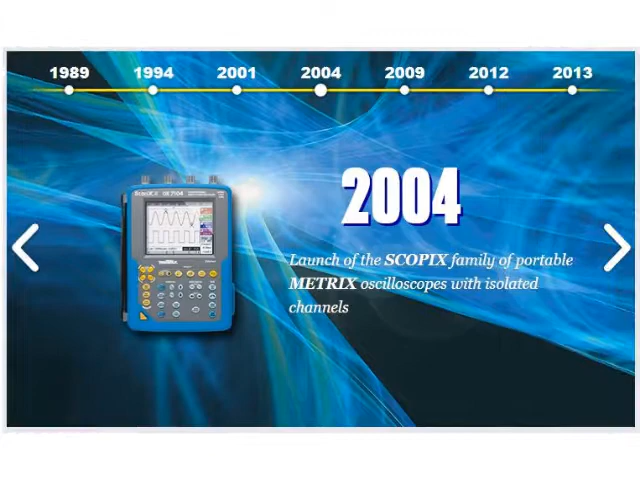 1989 1994 2001 2004 2009 2012 2013
2004
Launch of the SCOPIX family of portable
METRIX oscilloscopes with isolated
channels